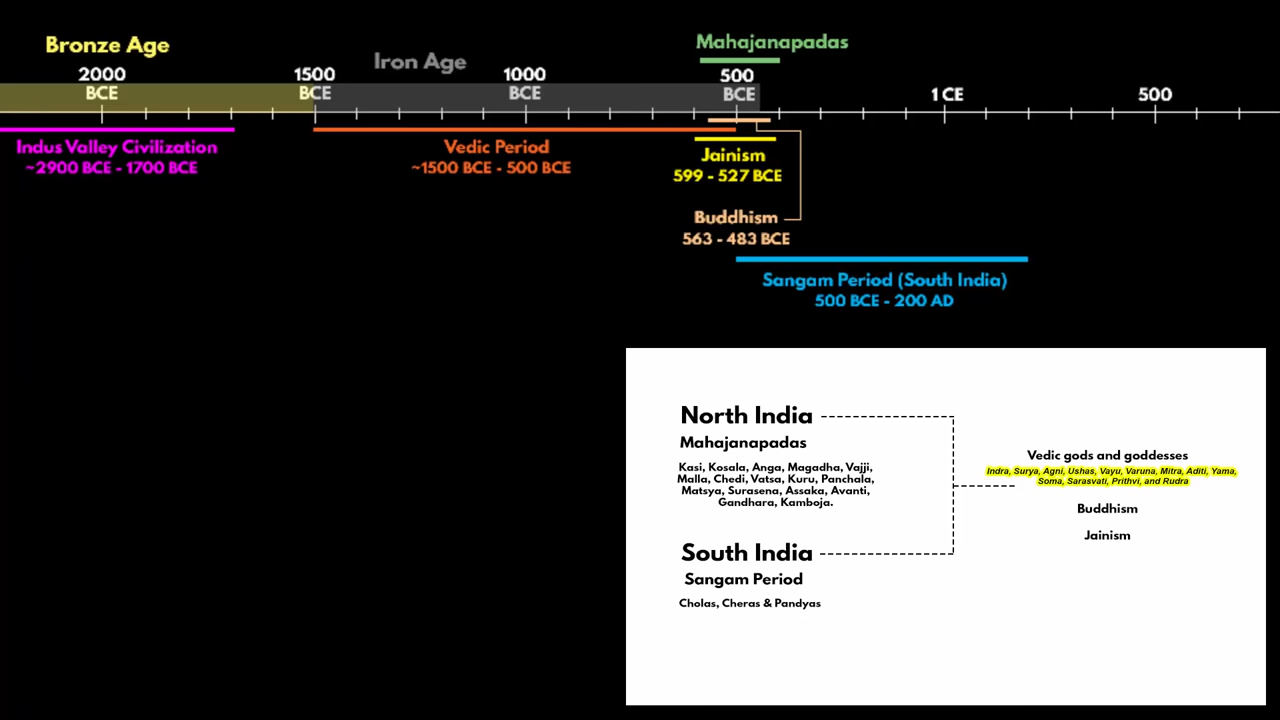 Bronze Age
Iron Age
Mahajanapadas
2000
BCE
1500
BCE
1000
BCE
500
BCE
1 CE
500
Indus Valley Civilization
~2900 BCE - 1700 BCE
Vedic Period
~1500 BCE - 500 BCE
Jainism
599 - 527 BCE
Buddhism
563 - 483 BCE
Sangam Period (South India)
500 BCE - 200 AD
North India
Mahajanapadas
Kasi, Kosala, Anga, Magadha, Vajji,
Malla, Chedi, Vatsa, Kuru, Panchala,
Matsya, Surasena, Assaka, Avanti,
Gandhara, Kamboja.
South India
Sangam Period
Cholas, Cheras & Pandyas
Vedic gods and goddesses
Indra, Surya, Agni, Ushas, Vayu, Varuna, Mitra, Aditi, Yama,
Soma, Sarasvati, Prithvi, and Rudra
Buddhism
Jainism